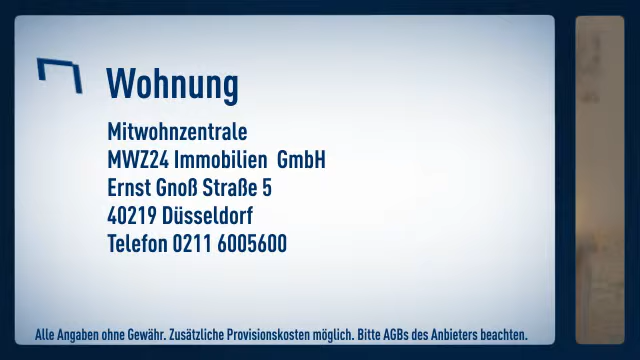 Wohnung
Mitwohnzentrale
MWZ24 Immobilien GmbH
Ernst Gnoß Straße 5
40219 Düsseldorf
Telefon 0211 6005600
Alle Angaben ohne Gewähr. Zusätzliche Provisionskosten möglich. Bitte AGBs des Anbieters beachten.